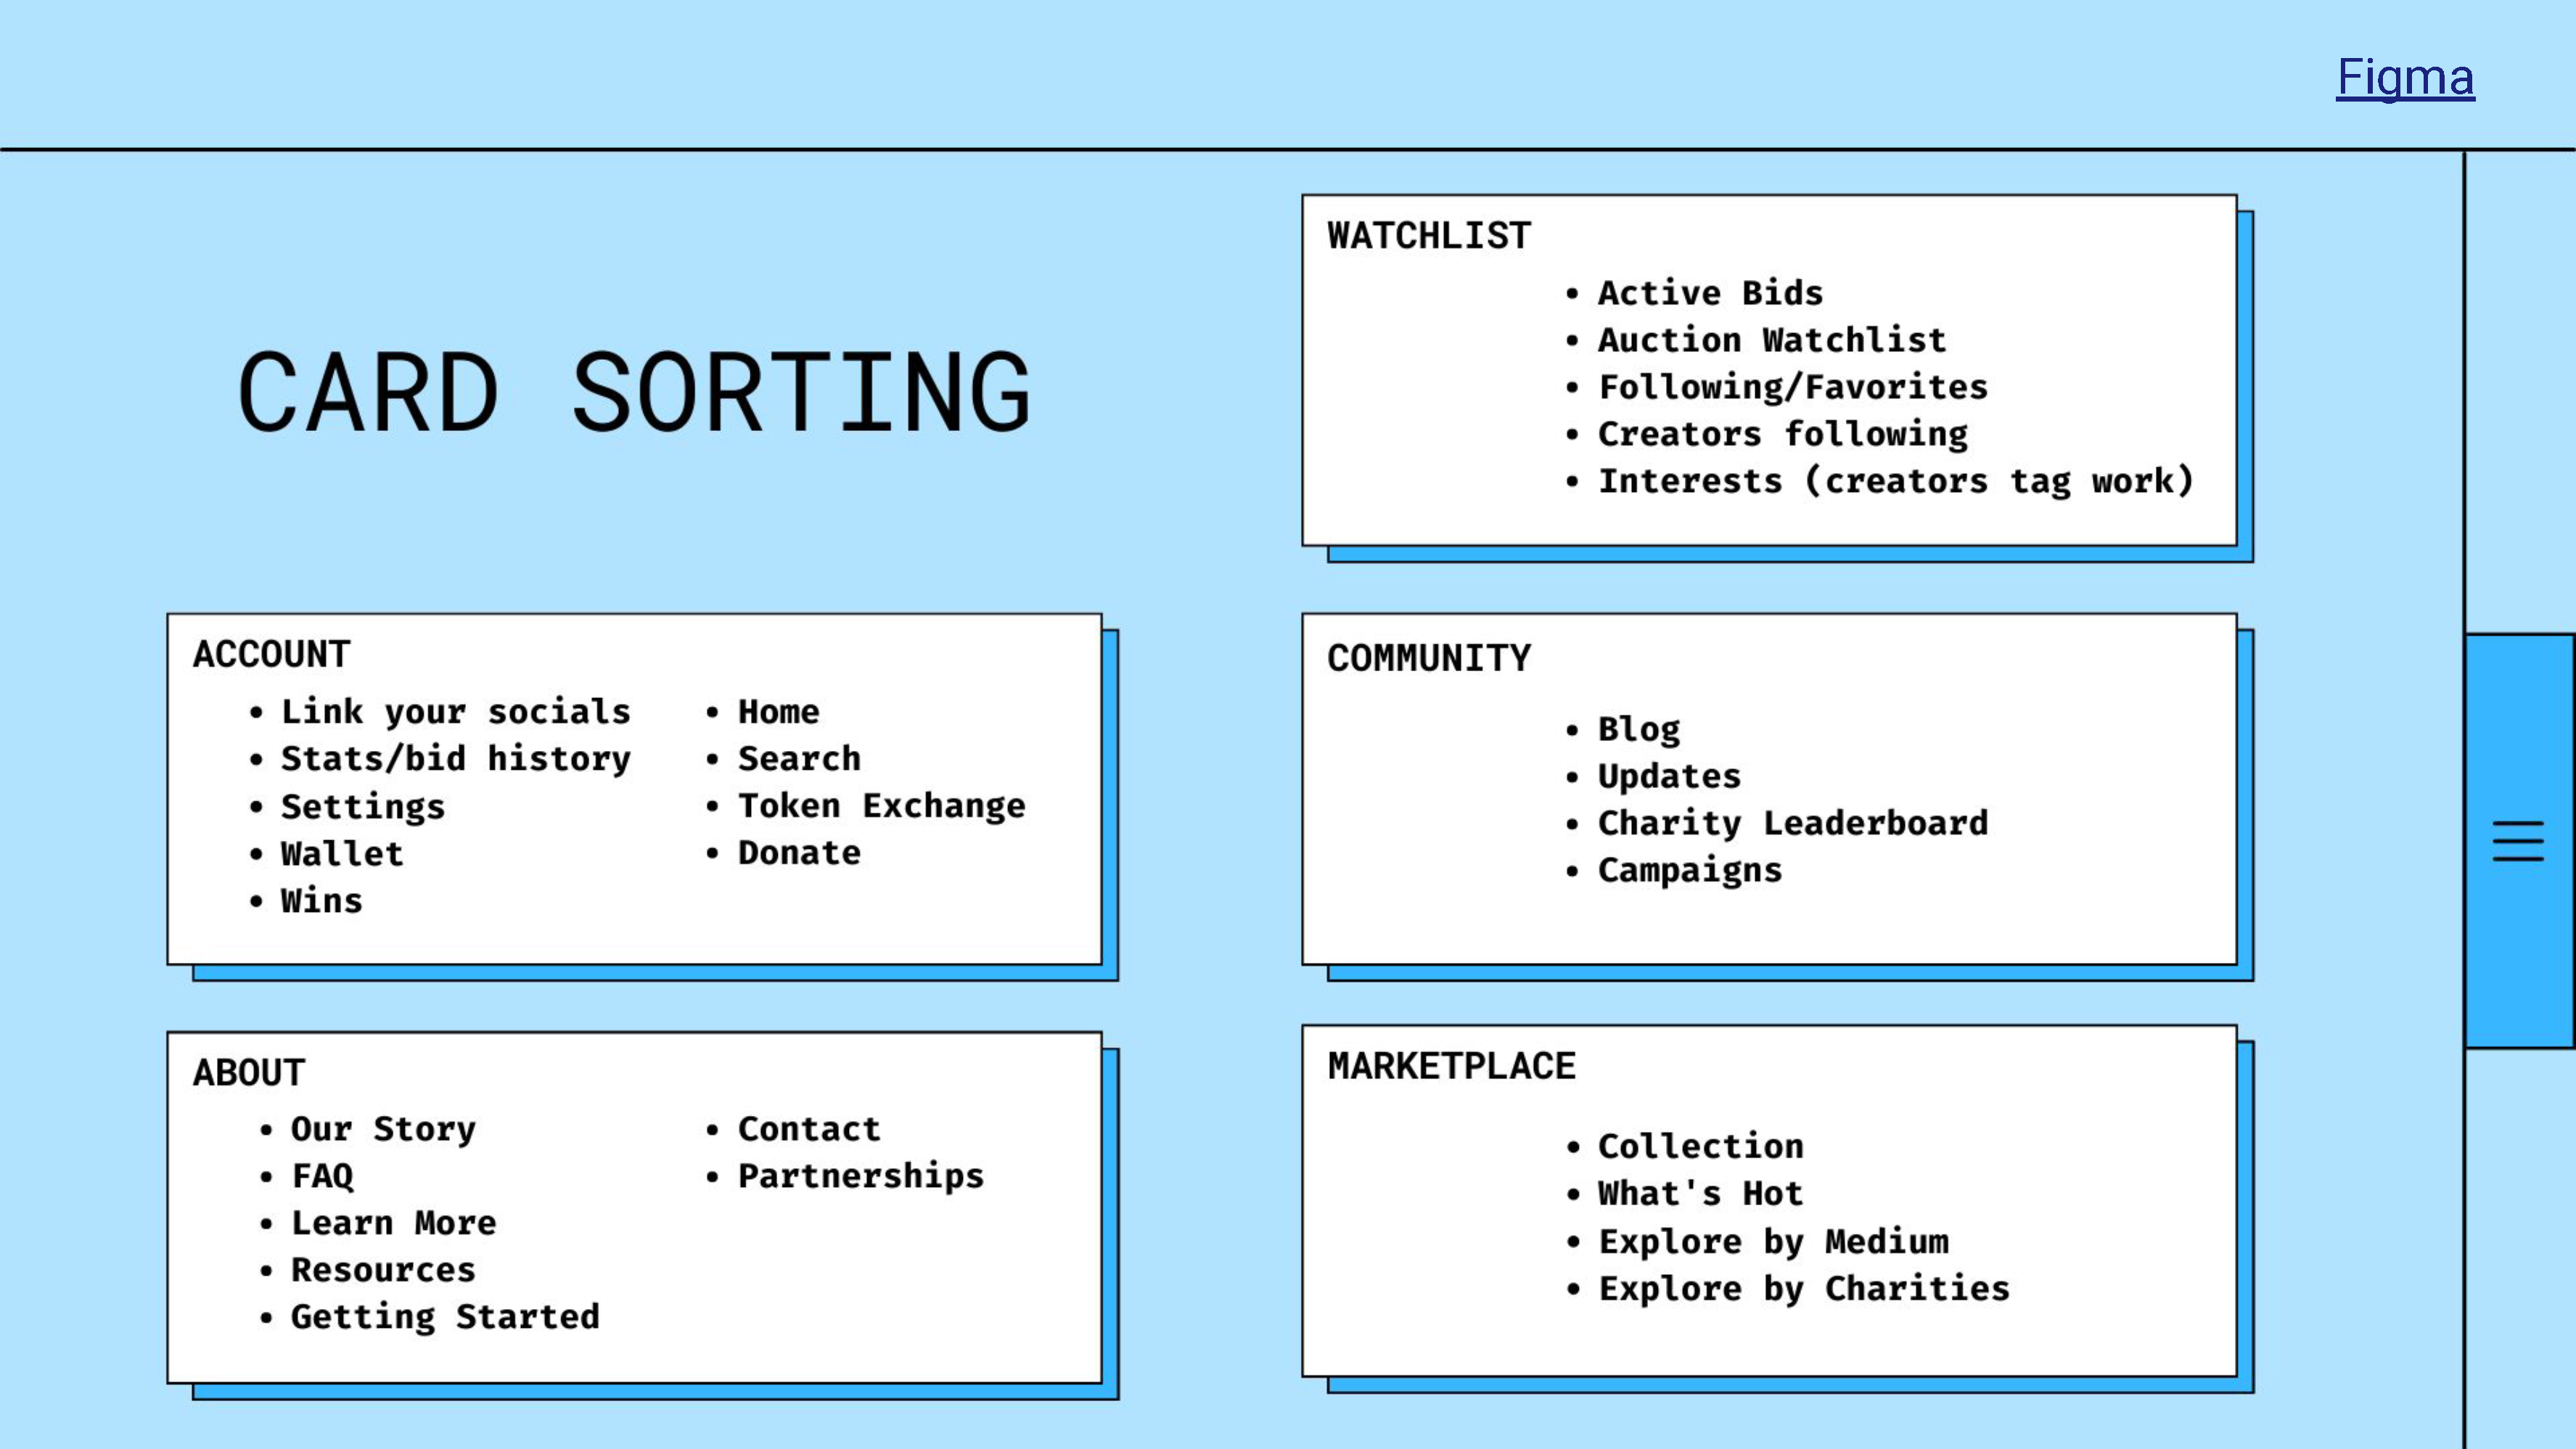 Figma
CARD SORTING
WATCHLIST
• Active Bids
• Auction Watchlist
• Following/Favorites
• Creators following
• Interests (creators tag work)
ACCOUNT
• Link your socials
• Stats/bid history
• Settings
• Wallet
• Wins
• Home
• Search
• Token Exchange
• Donate
COMMUNITY
• Blog
• Updates
• Charity Leaderboard
• Campaigns
ABOUT
• Our Story
• FAQ
• Learn More
• Resources
• Getting Started
• Contact
• Partnerships
MARKETPLACE
• Collection
• What's Hot
• Explore by Medium
• Explore by Charities